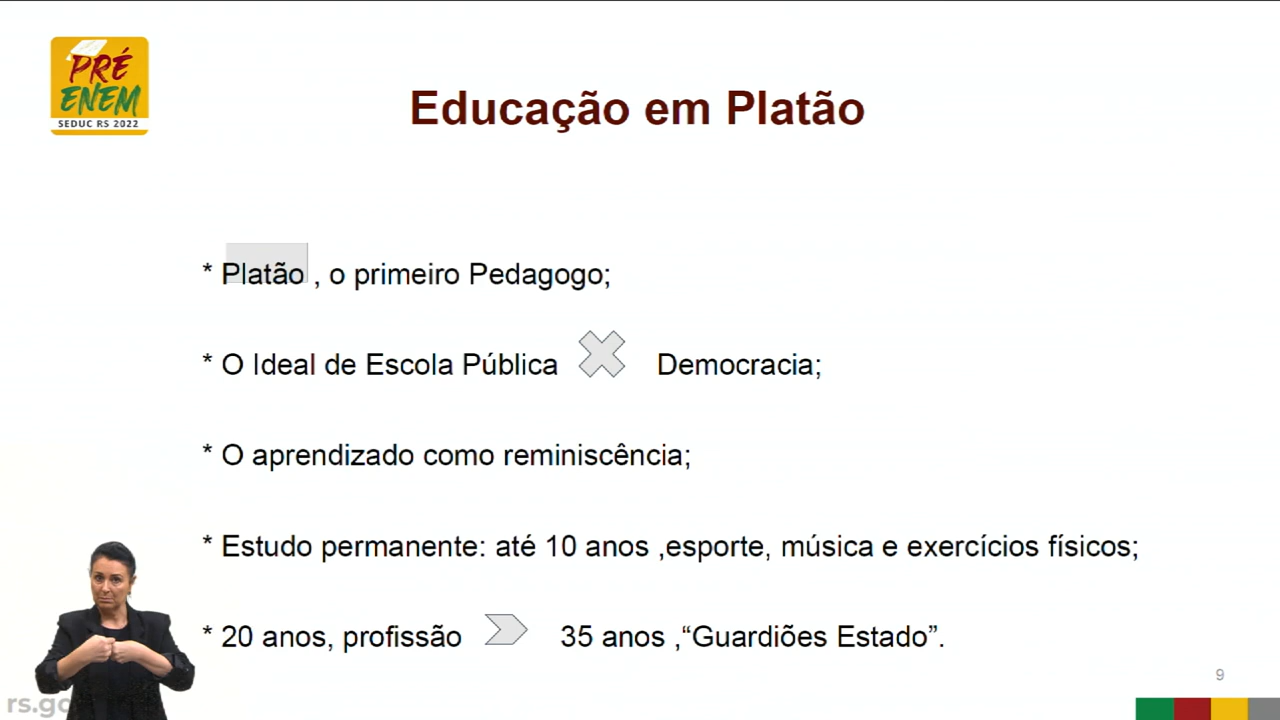 PRÉ
ENEM
SEDUC RS 2022
Educação em Platão
* Platão , o primeiro Pedagogo;
* O Ideal de Escola Pública Democracia;
* O aprendizado como reminiscência;
* Estudo permanente: até 10 anos ,esporte, música e exercícios físicos;
* 20 anos, profissão 35 anos ,“Guardiões Estado”.
9